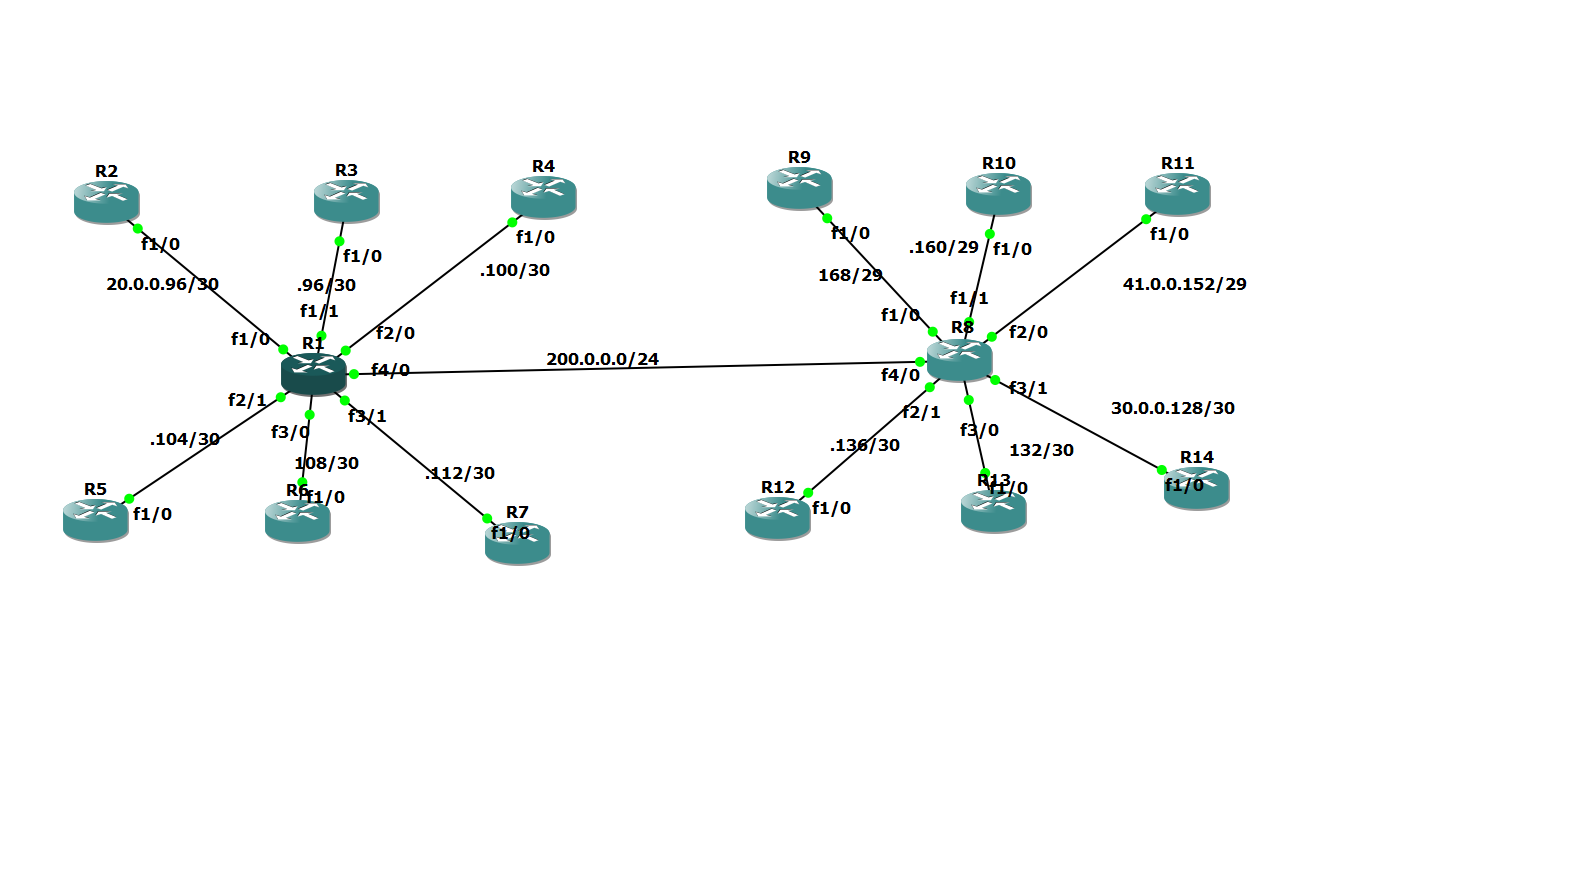 R2
R3
R4
R9
R10
R11
f1/0
f1/0
f1/0
f1/0
f1/0
f1/0
20.0.0.96/30
.96/30
.100/30
168/29
.160/29
41.0.0.152/29
f1/0
f1/1
f2/0
f1/0
f1/1
f2/0
R1
R8
f4/0
200.0.0.0/24
f4/0
f2/1
f3/0
f3/1
f2/1
f3/0
f3/1
.104/30
108/30
.112/30
.136/30
132/30
30.0.0.128/30
R5
R6
R7
R12
R13
R14
f1/0
f1/0
f1/0
f1/0
f1/0
f1/0